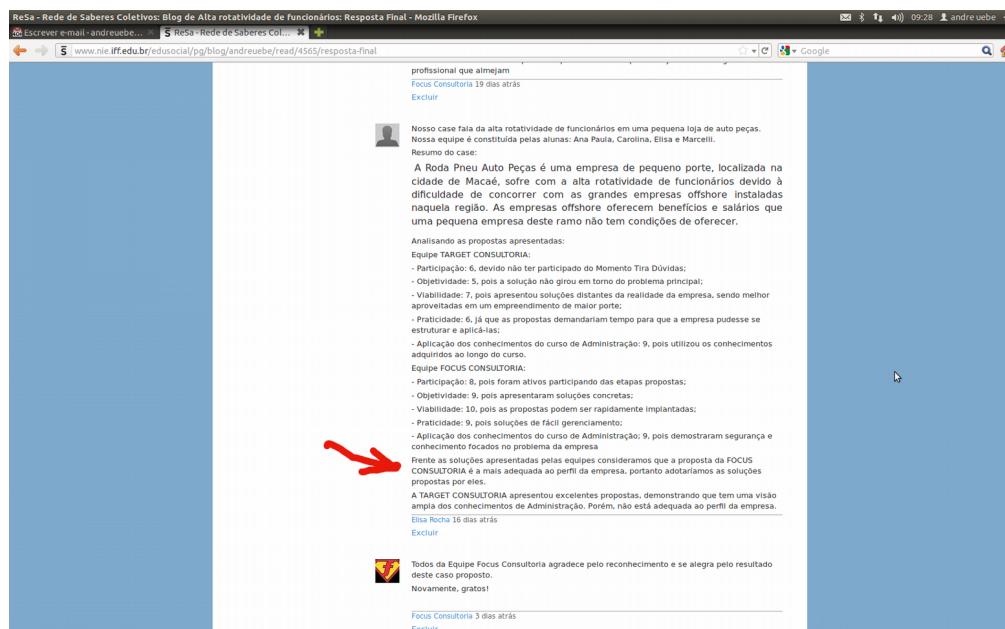 ReSa - Rede de Saberes Coletivos: Blog de Alta rotatividade de funcionários: Resposta Final - Mozilla Firefox
09:28 andre uebe
Escrever e-mail - andreuebe...
ReSa - Rede de Saberes Col...
www.nie.iff.edu.br/edusocial/pg/blog/andreuebe/read/4565/resposta-final
Google
profissional que almejam
Focus Consultoria 19 dias atrás
Excluir
Nosso case fala da alta rotatividade de funcionários em uma pequena loja de auto peças.
Nossa equipe é constituída pelas alunas: Ana Paula, Carolina, Elisa e Marcelli.
Resumo do case:
A Roda Pneu Auto Peças é uma empresa de pequeno porte, localizada na
cidade de Macaé, sofre com a alta rotatividade de funcionários devido à
dificuldade de concorrer com as grandes empresas offshore instaladas
naquela região. As empresas offshore oferecem benefícios e salários que
uma pequena empresa deste ramo não tem condições de oferecer.
Analisando as propostas apresentadas:
Equipe TARGET CONSULTORIA:
- Participação: 6, devido não ter participado do Momento Tira Dúvidas;
- Objetividade: 5, pois a solução não girou em torno do problema principal;
- Viabilidade: 7, pois apresentou soluções distantes da realidade da empresa, sendo melhor
aproveitadas em um empreendimento de maior porte;
- Praticidade: 6, já que as propostas demandariam tempo para que a empresa pudesse se
estruturar e aplicá-las;
- Aplicação dos conhecimentos do curso de Administração: 9, pois utilizou os conhecimentos
adquiridos ao longo do curso.
Equipe FOCUS CONSULTORIA:
- Participação: 8, pois foram ativos participando das etapas propostas;
- Objetividade: 9, pois apresentaram soluções concretas;
- Viabilidade: 10, pois as propostas podem ser rapidamente implantadas;
- Praticidade: 9, pois soluções de fácil gerenciamento;
- Aplicação dos conhecimentos do curso de Administração; 9, pois demostraram segurança e
conhecimento focados no problema da empresa
Frente as soluções apresentadas pelas equipes consideramos que a proposta da FOCUS
CONSULTORIA é a mais adequada ao perfil da empresa, portanto adotaríamos as soluções
propostas por eles.
A TARGET CONSULTORIA apresentou excelentes propostas, demonstrando que tem uma visão
ampla dos conhecimentos de Administração. Porém, não está adequada ao perfil da empresa.
Elisa Rocha 16 dias atrás
Excluir
Todos da Equipe Focus Consultoria agradece pelo reconhecimento e se alegra pelo resultado
deste caso proposto.
Novamente, gratos!
Focus Consultoria 3 dias atrás
Excluir